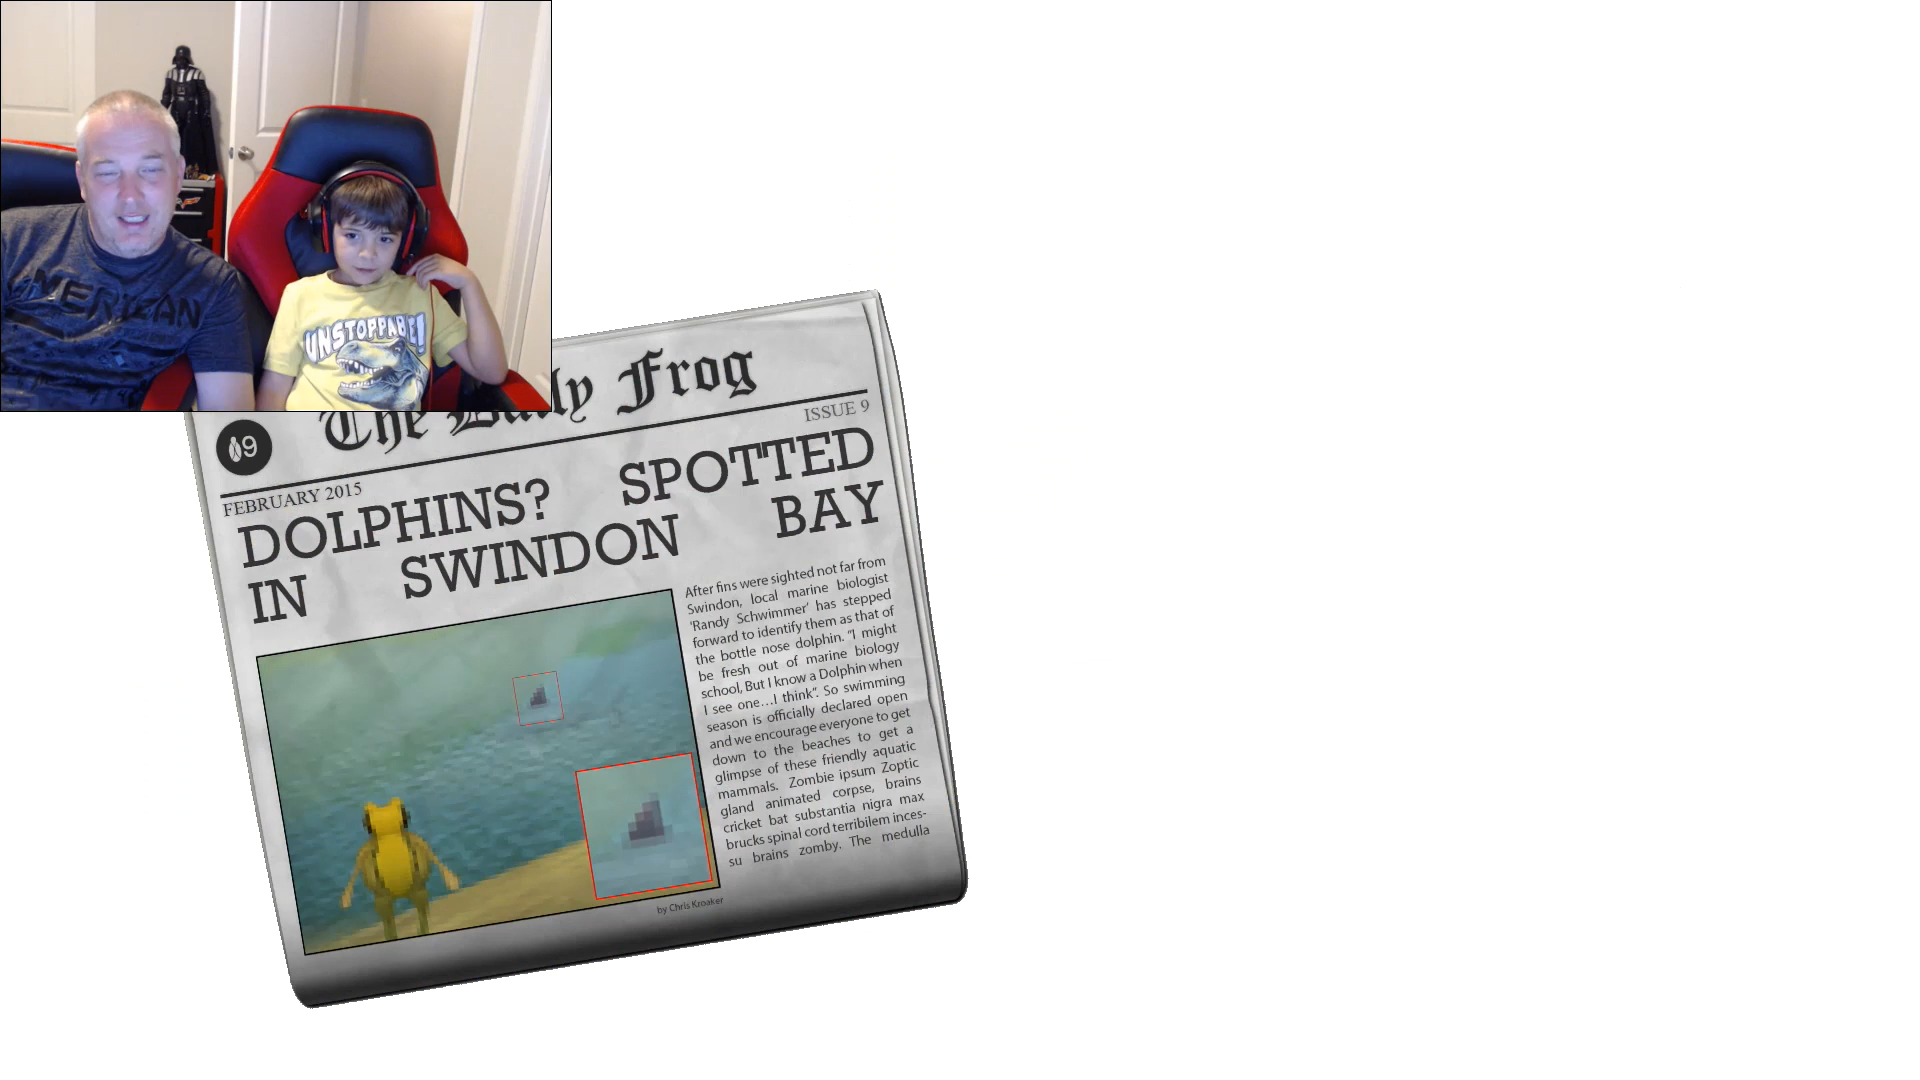 AMERICAN
UNSTOPPABLE!
The Daily Frog
09
ISSUE 9
FEBRUARY 2015
DOLPHINS? SPOTTED
IN SWINDON BAY
After fins were sighted not far from
Swindon, local marine biologist
'Randy Schwimmer' has stepped
forward to identify them as that of
the bottle nose dolphin. "I might
be fresh out of marine biology
school, But I know a Dolphin when
I see one...I think". So swimming
season is officially declared open
and we encourage everyone to get
down to the beaches to get a
glimpse of these friendly aquatic
mammals. Zombie ipsum Zoptic
gland animated corpse, brains
cricket bat substantia nigra max
brucks spinal cord terribilem inces-
su brains zomby. The medulla
by Chris Kroaker